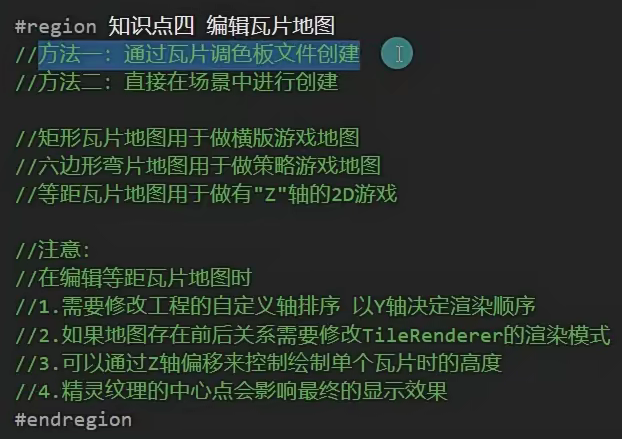 #region 知识点四 编辑瓦片地图
//方法一: 通过瓦片调色板文件创建
//方法二: 直接在场景中进行创建
//矩形瓦片地图用于做横版游戏地图
//六边形弯片地图用于做策略游戏地图
//等距瓦片地图用于做有"Z"轴的2D游戏
//注意:
//在编辑等距瓦片地图时
//1.需要修改工程的自定义轴排序 以Y轴决定渲染顺序
//2.如果地图存在前后关系需要修改TileRenderer的渲染模式
//3.可以通过Z轴偏移来控制绘制单个瓦片时的高度
//4.精灵纹理的中心点会影响最终的显示效果
#endregion